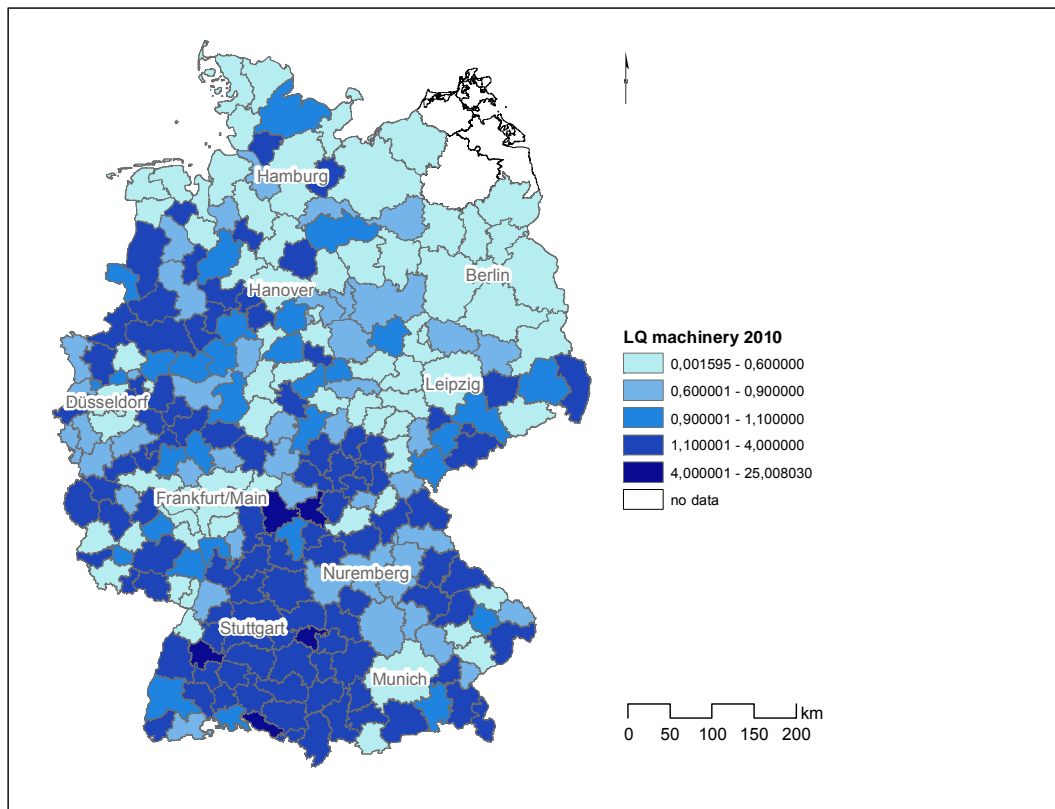 Hamburg
Berlin
Hanover
Leipzig
Düsseldorf
Frankfurt/Main
Nuremberg
Stuttgart
Munich
LQ machinery 2010
0,001595 - 0,600000
0,600001 - 0,900000
0,900001 - 1,100000
1,100001 - 4,000000
4,000001 - 25,008030
no data
km
0 50 100 150 200